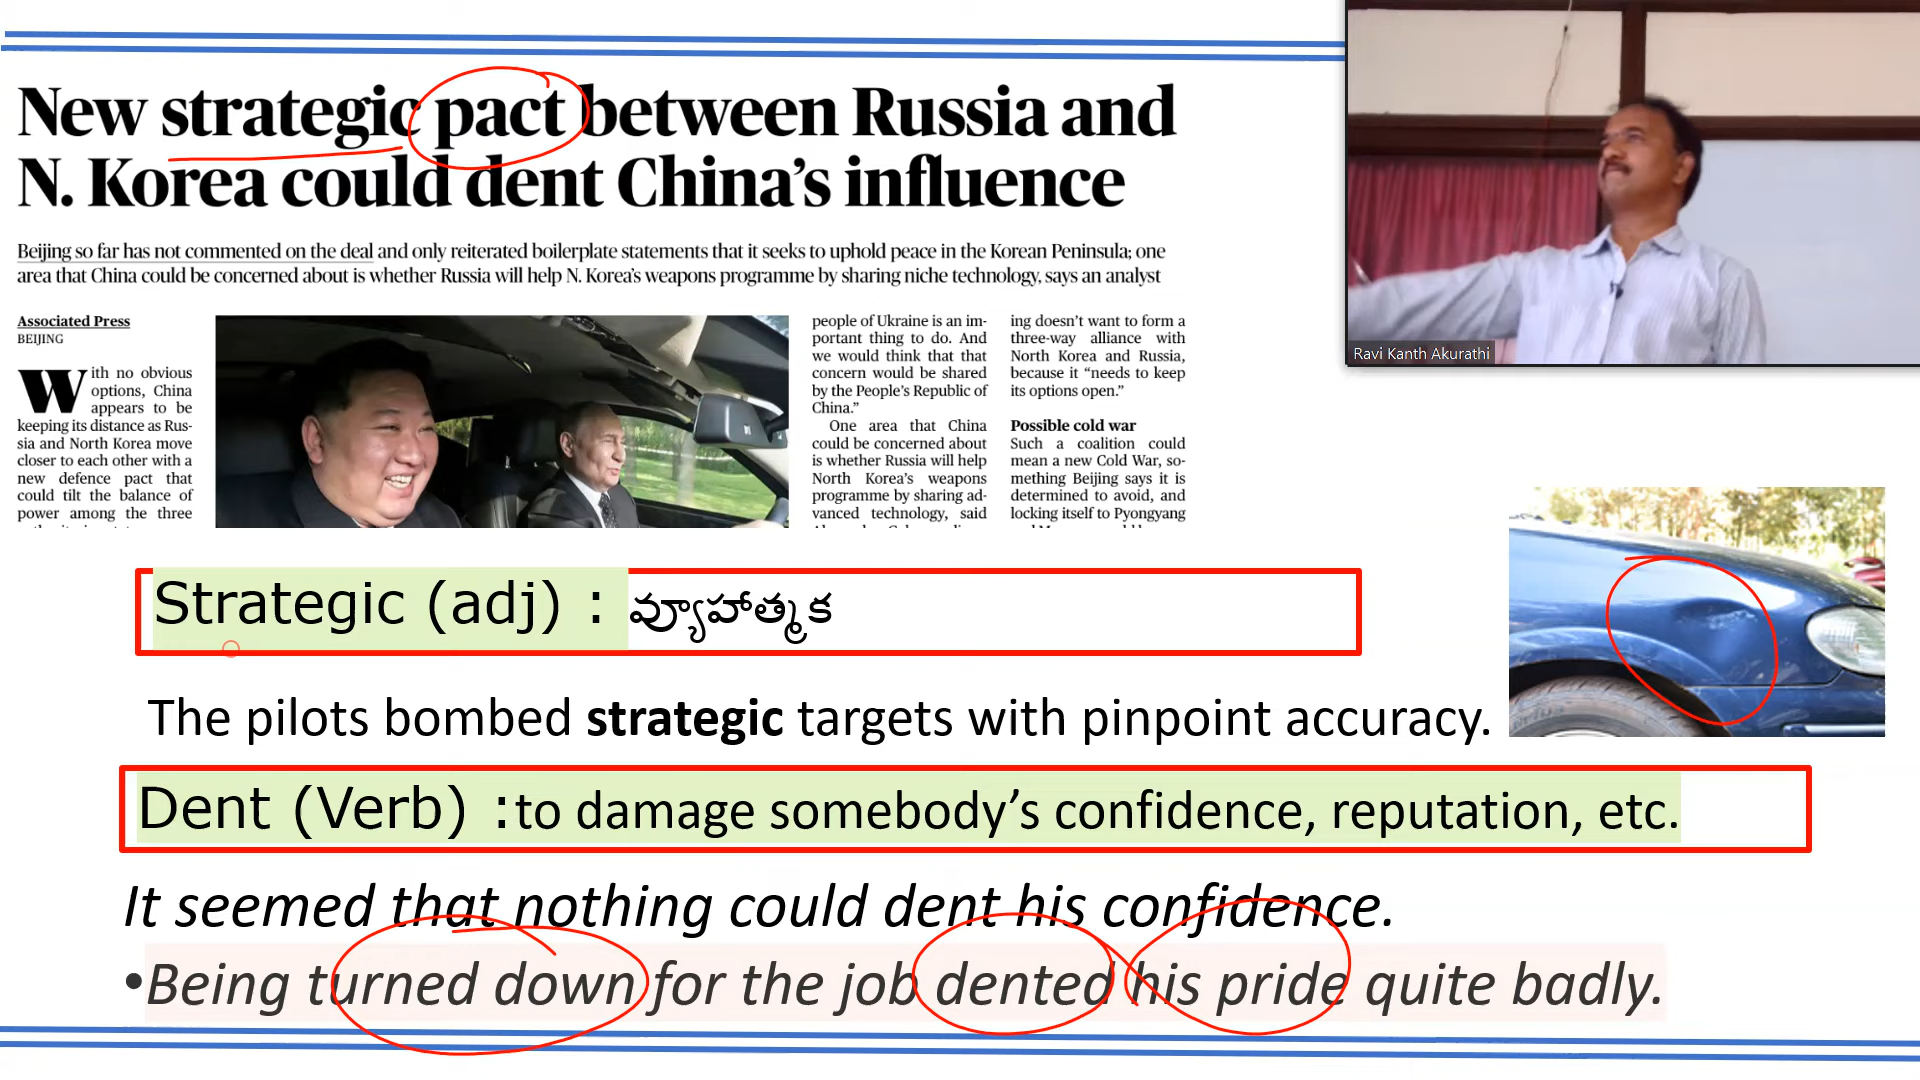 New strategic pact between Russia and
N. Korea could dent China's influence
Beijing so far has not commented on the deal and only reiterated boilerplate statements that it seeks to uphold peace in the Korean Peninsula; one
area that China could be concerned about is whether Russia will help N. Korea's weapons programme by sharing niche technology, says an analyst
Associated Press
BEIJING
With no obvious
options, China
appears to be
keeping its distance as Rus-
sia and North Korea move
closer to each other with a
new defence pact that
could tilt the balance of
power among the three
people of Ukraine is an im-
portant thing to do. And
we would think that that
concern would be shared
by the People's Republic of
China."
One area that China
could be concerned about
is whether Russia will help
North Korea's weapons
programme by sharing ad-
vanced technology, said
ing doesn't want to form a
three-way alliance with
North Korea and Russia,
because it "needs to keep
its options open."
Possible cold war
Such a coalition could
mean a new Cold War, so-
mething Beijing says it is
determined to avoid, and
locking itself to Pyongyang
Ravi Kanth Akurathi
Strategic (adj) : వ్యూహాత్మక
The pilots bombed strategic targets with pinpoint accuracy.
Dent (Verb) :to damage somebody's confidence, reputation, etc.
It seemed that nothing could dent his confidence.
•Being turned down for the job dented his pride quite badly.